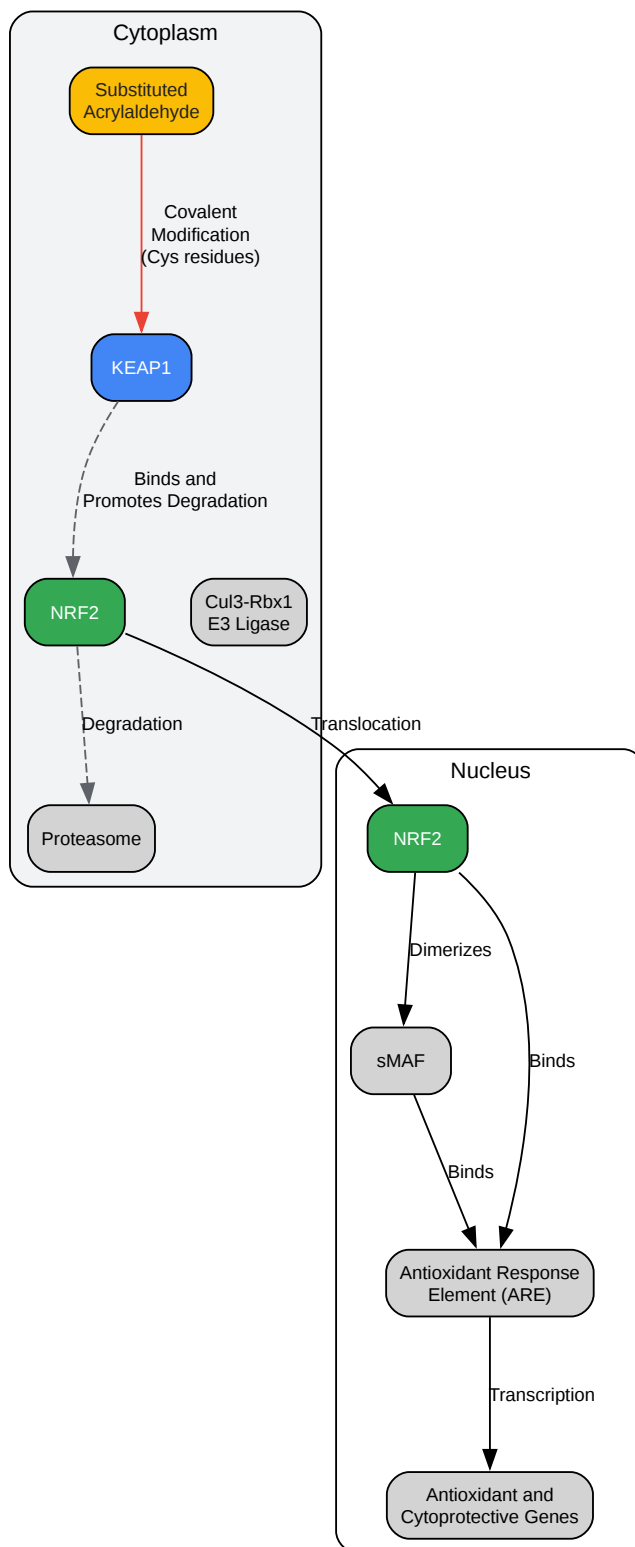 Cytoplasm
Substituted
Acrylaldehyde
Covalent
Modification
(Cys residues)
KEAP1
Binds and
Promotes Degradation
NRF2
Cul3-Rbx1
E3 Ligase
Degradation
Translocation
Nucleus
Proteasome
NRF2
Dimerizes
sMAF
Binds
Binds
Antioxidant Response
Element (ARE)
Transcription
Antioxidant and
Cytoprotective Genes